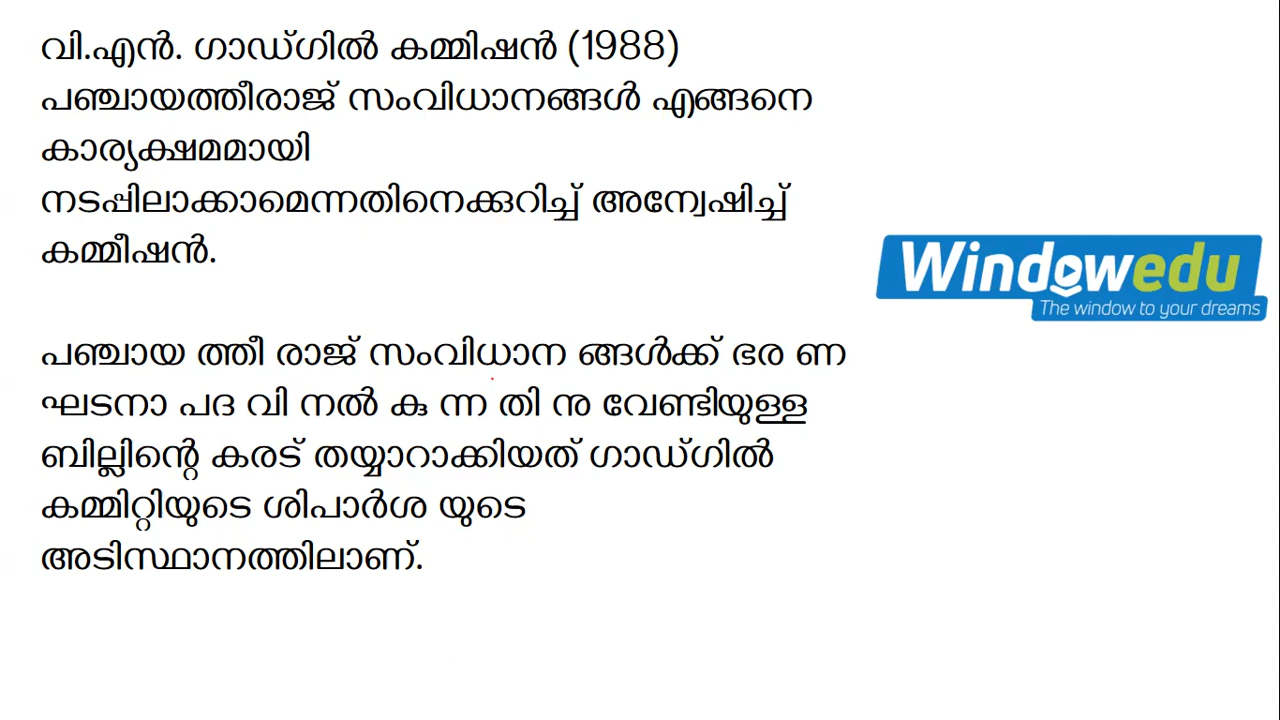 വി.എൻ. ഗാഡ്ഗിൽ കമ്മിഷൻ (1988)
പഞ്ചായത്തീരാജ് സംവിധാനങ്ങൾ എങ്ങനെ
കാര്യക്ഷമമായി
നടപ്പിലാക്കാമെന്നതിനെക്കുറിച്ച് അന്വേഷിച്ച്
കമ്മീഷൻ.
Windowedu
The window to your dreams
പഞ്ചായ ത്തീ രാജ് സംവിധാന ങ്ങൾക്ക് ഭര ണ
ഘടനാ പദ വി നൽ കു ന്ന തി നു വേണ്ടിയുള്ള
ബില്ലിന്റെ കരട് തയ്യാറാക്കിയത് ഗാഡ്ഗിൽ
കമ്മിറ്റിയുടെ ശിപാർശ യുടെ
അടിസ്ഥാനത്തിലാണ്.